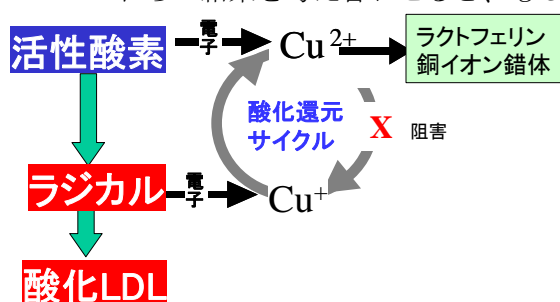 活性酸素
電子
Cu2+
ラクトフェリン
銅イオン錯体
酸化還元
サイクル
X
阻害
ラジカル
電子
Cu+
酸化LDL